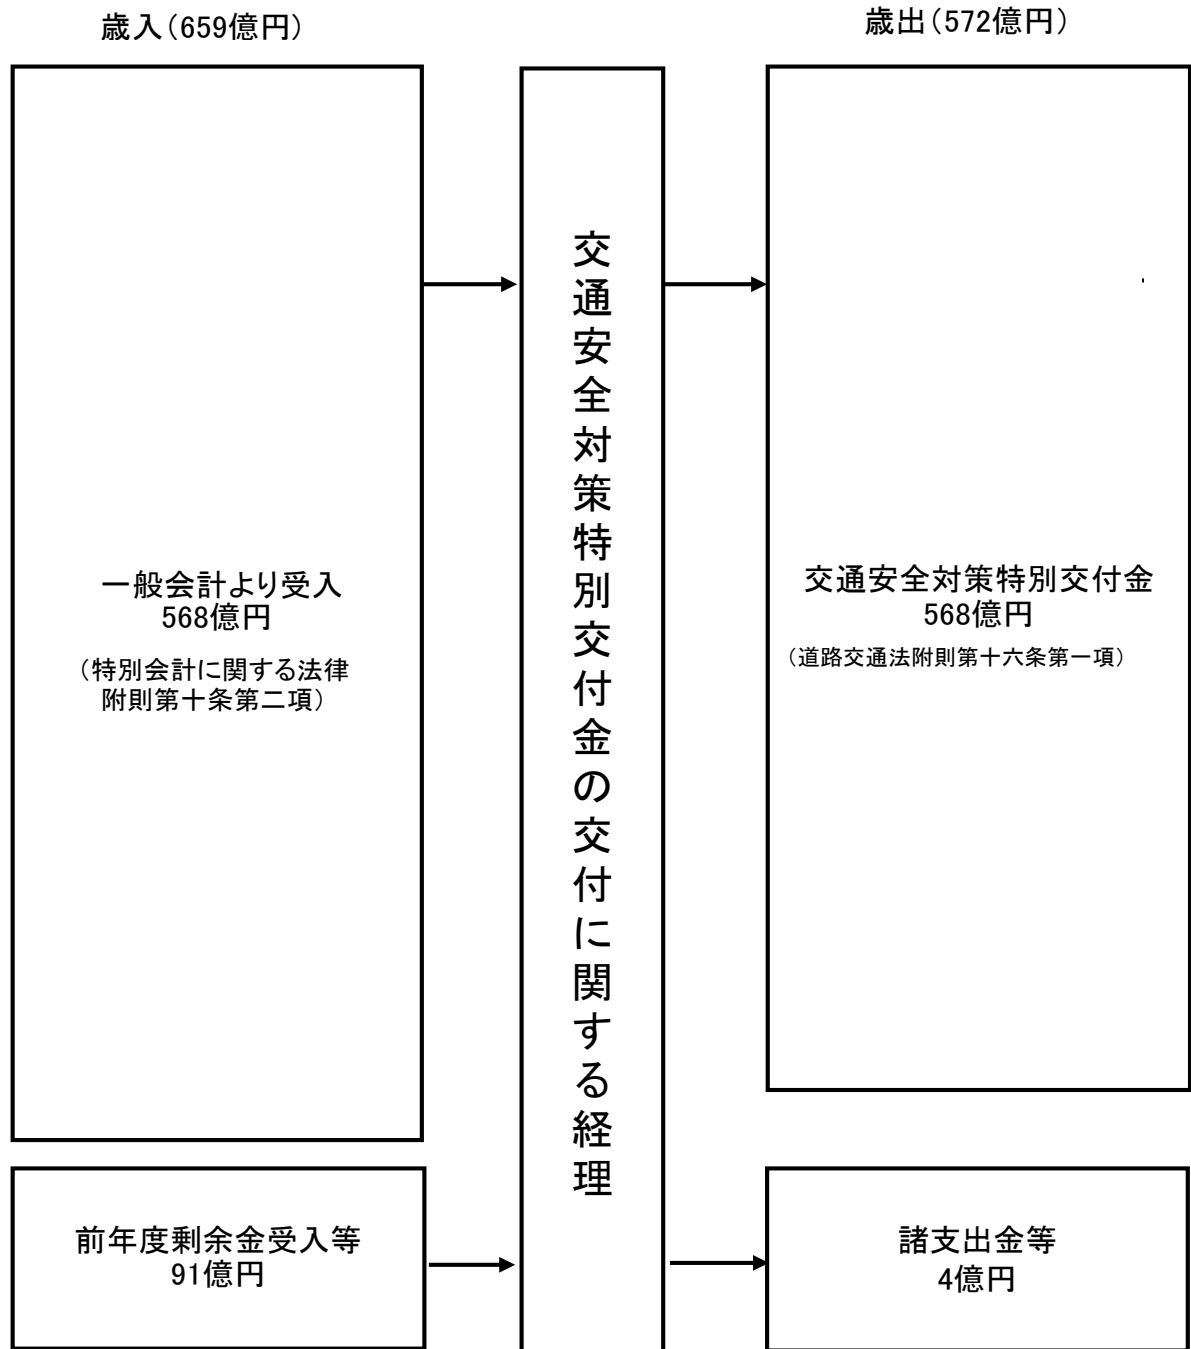 歳入(659億円)
歳出(572億円)
一般会計より受入
568億円
(特別会計に関する法律
附則第十条第二項)
交通安全対策特別交付金の交付に関する経理
交通安全対策特別交付金
568億円
(道路交通法附則第十六条第一項)
前年度剰余金受入等
91億円
諸支出金等
4億円